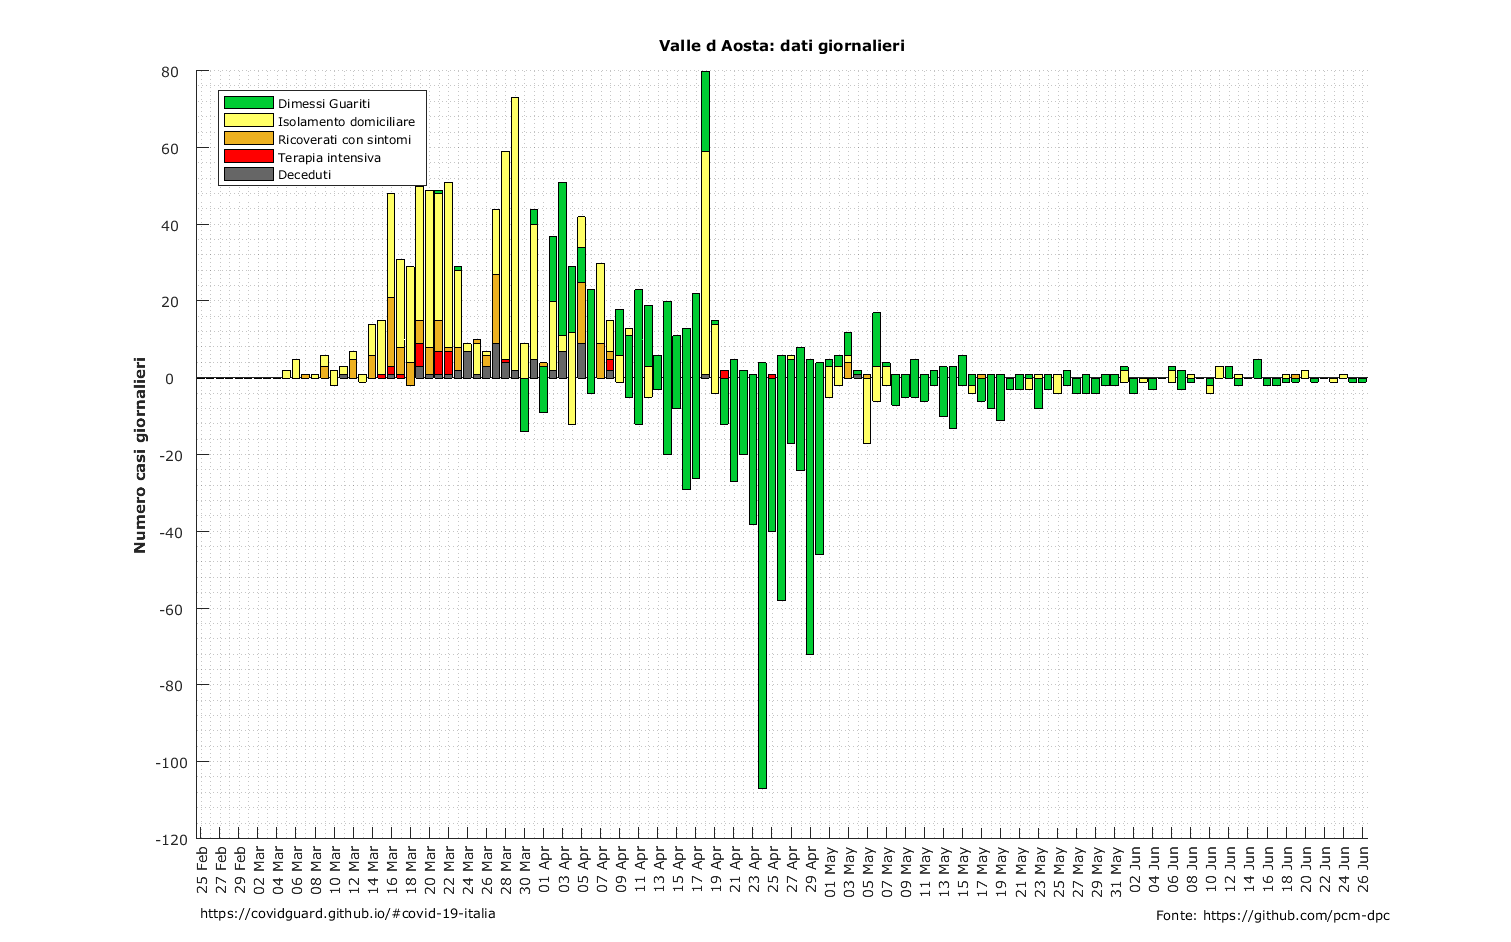 Valle d Aosta: dati giornalieri
80
60
40
20
0
-20
-40
-60
-80
-100
-120
Numero casi giornalieri
Dimessi Guariti
Isolamento domiciliare
Ricoverati con sintomi
Terapia intensiva
Deceduti
25 Feb
27 Feb
29 Feb
02 Mar
04 Mar
06 Mar
08 Mar
10 Mar
12 Mar
14 Mar
16 Mar
18 Mar
20 Mar
22 Mar
24 Mar
26 Mar
28 Mar
30 Mar
01 Apr
03 Apr
05 Apr
07 Apr
09 Apr
11 Apr
13 Apr
15 Apr
17 Apr
19 Apr
21 Apr
23 Apr
25 Apr
27 Apr
29 Apr
01 May
03 May
05 May
07 May
09 May
11 May
13 May
15 May
17 May
19 May
21 May
23 May
25 May
27 May
29 May
31 May
02 Jun
04 Jun
06 Jun
08 Jun
10 Jun
12 Jun
14 Jun
16 Jun
18 Jun
20 Jun
22 Jun
24 Jun
26 Jun
https://covidguard.github.io/#covid-19-italia
Fonte: https://github.com/pcm-dpc